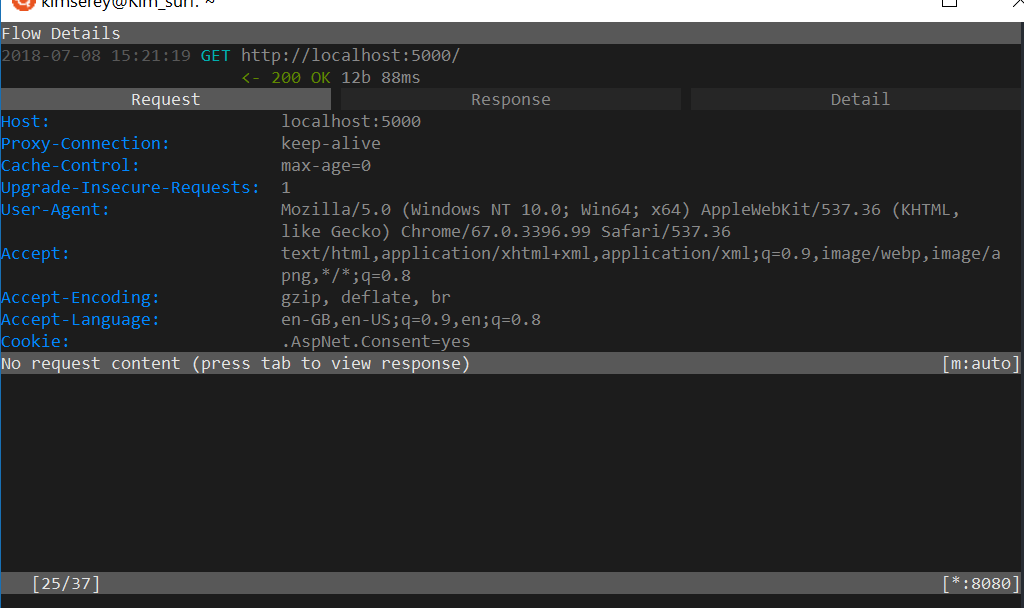 kimserey@Kim_surf: ~
Flow Details
2018-07-08 15:21:19 GET http://localhost:5000/
<- 200 OK 12b 88ms
Request Response Detail
Host: localhost:5000
Proxy-Connection: keep-alive
Cache-Control: max-age=0
Upgrade-Insecure-Requests: 1
User-Agent: Mozilla/5.0 (Windows NT 10.0; Win64; x64) AppleWebKit/537.36 (KHTML,
like Gecko) Chrome/67.0.3396.99 Safari/537.36
Accept: text/html,application/xhtml+xml,application/xml;q=0.9,image/webp,image/a
png,*/*;q=0.8
Accept-Encoding: gzip, deflate, br
Accept-Language: en-GB,en-US;q=0.9,en;q=0.8
Cookie: .AspNet.Consent=yes
No request content (press tab to view response) [m:auto]
[25/37] [*:8080]